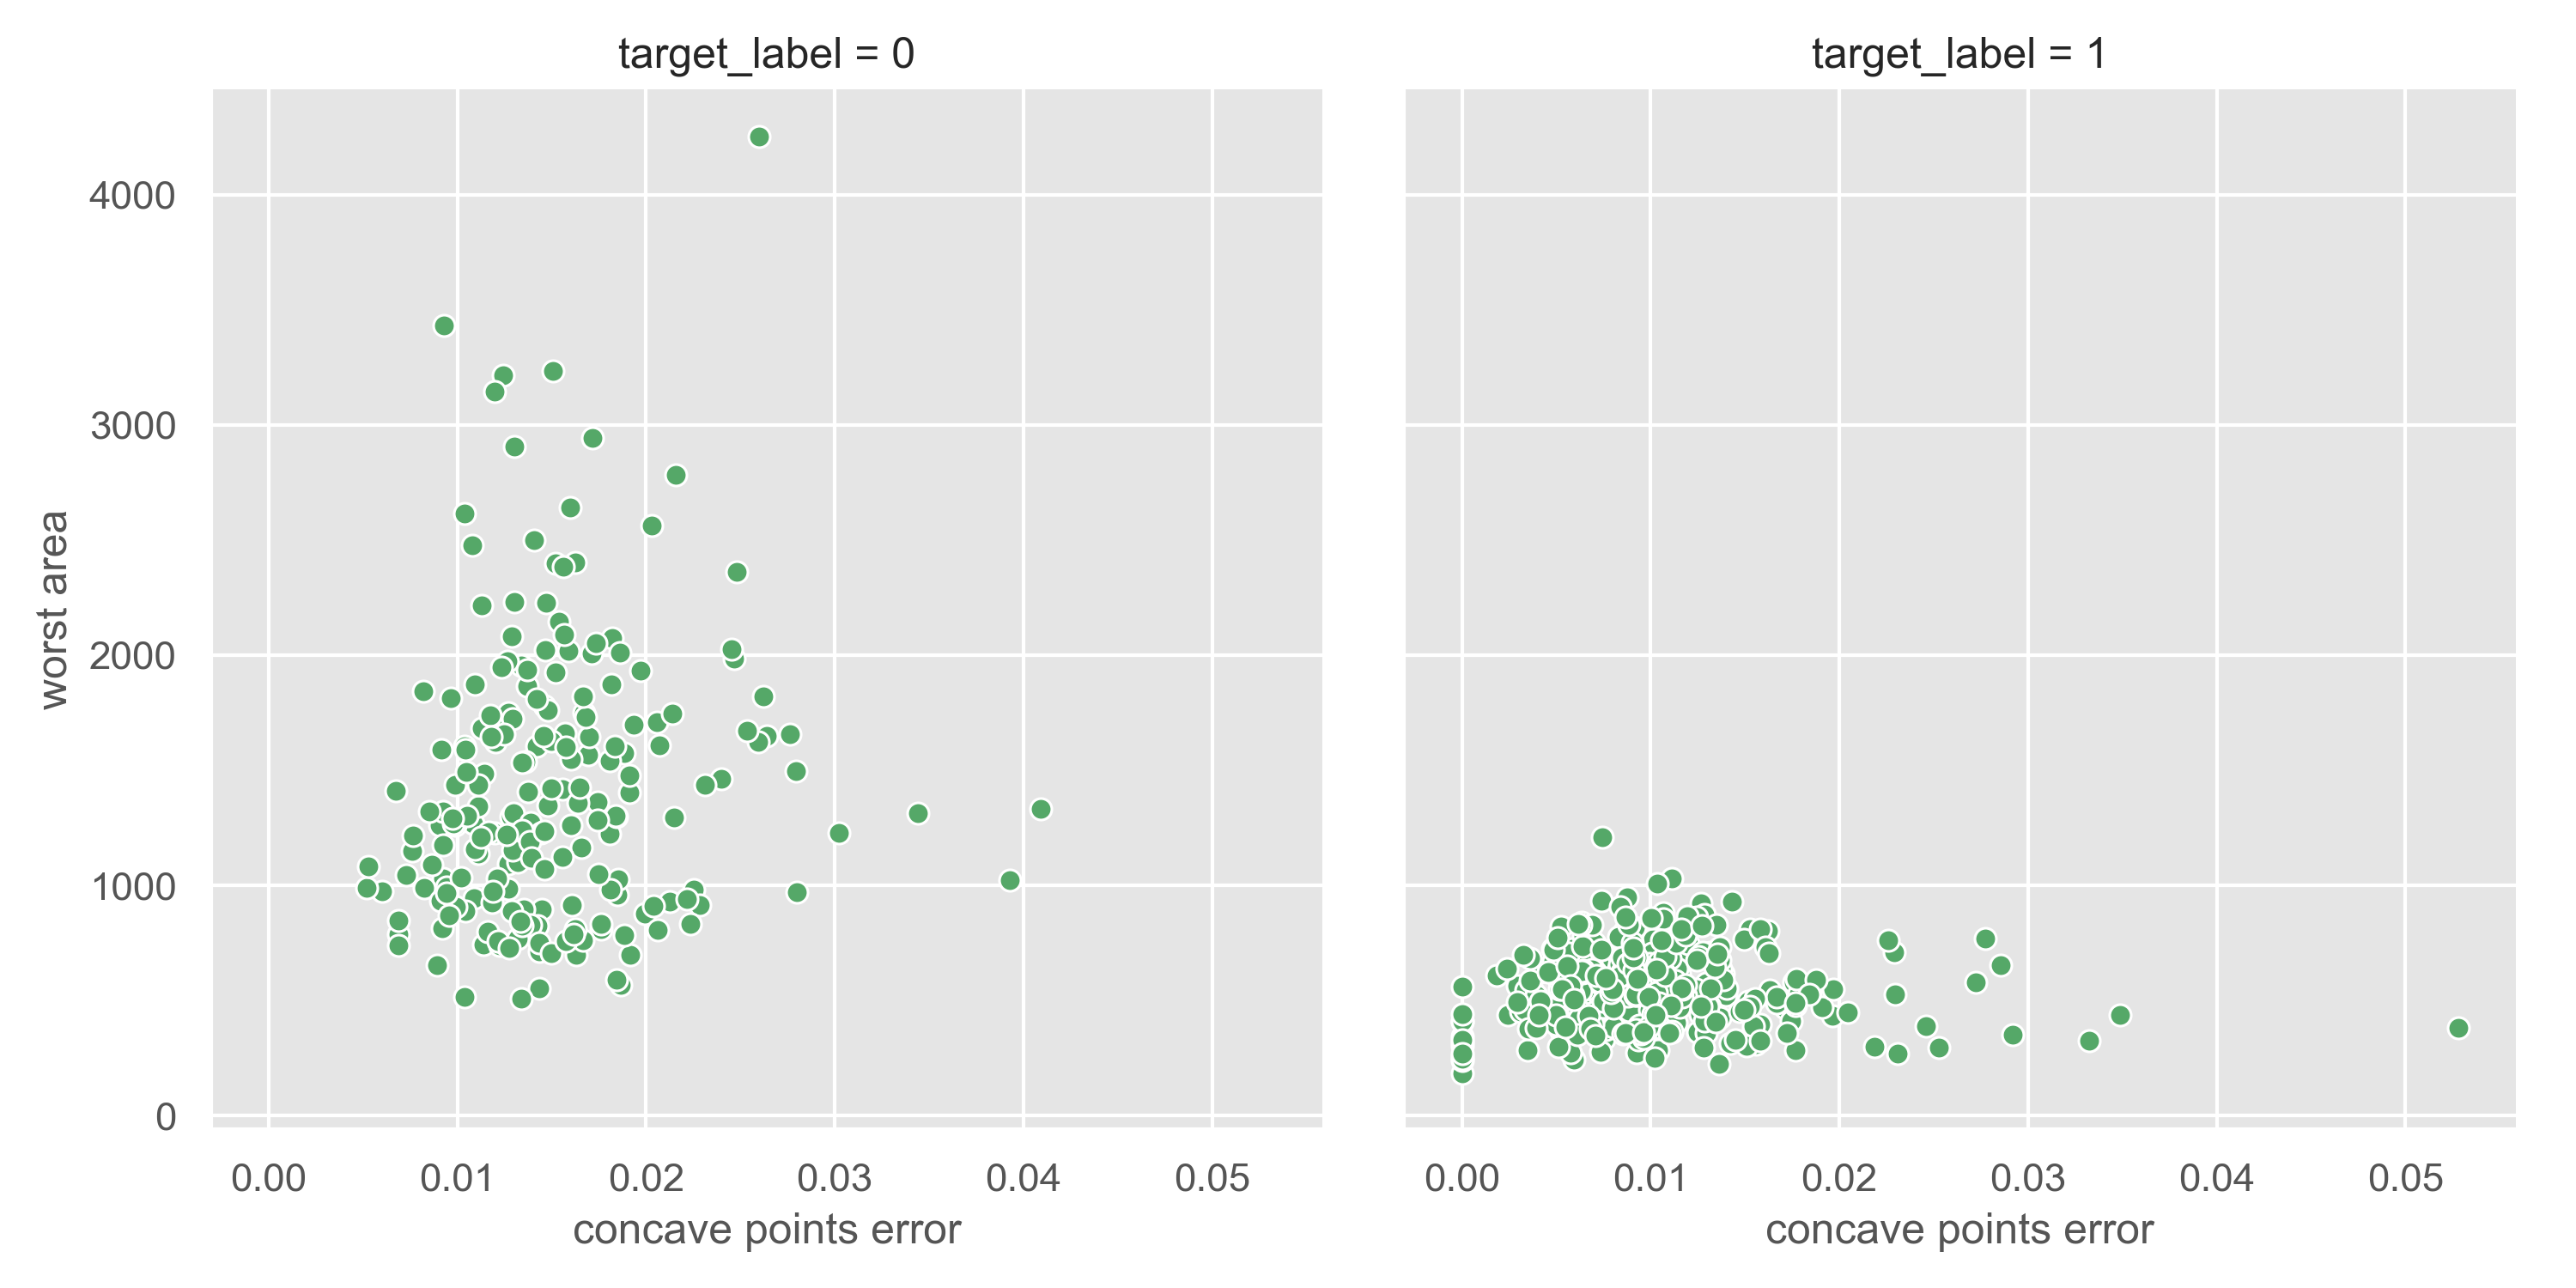 target_label = 0
target_label = 1
worst area
4000
3000
2000
1000
0
0.00 0.01 0.02 0.03 0.04 0.05
0.00 0.01 0.02 0.03 0.04 0.05
concave points error
concave points error